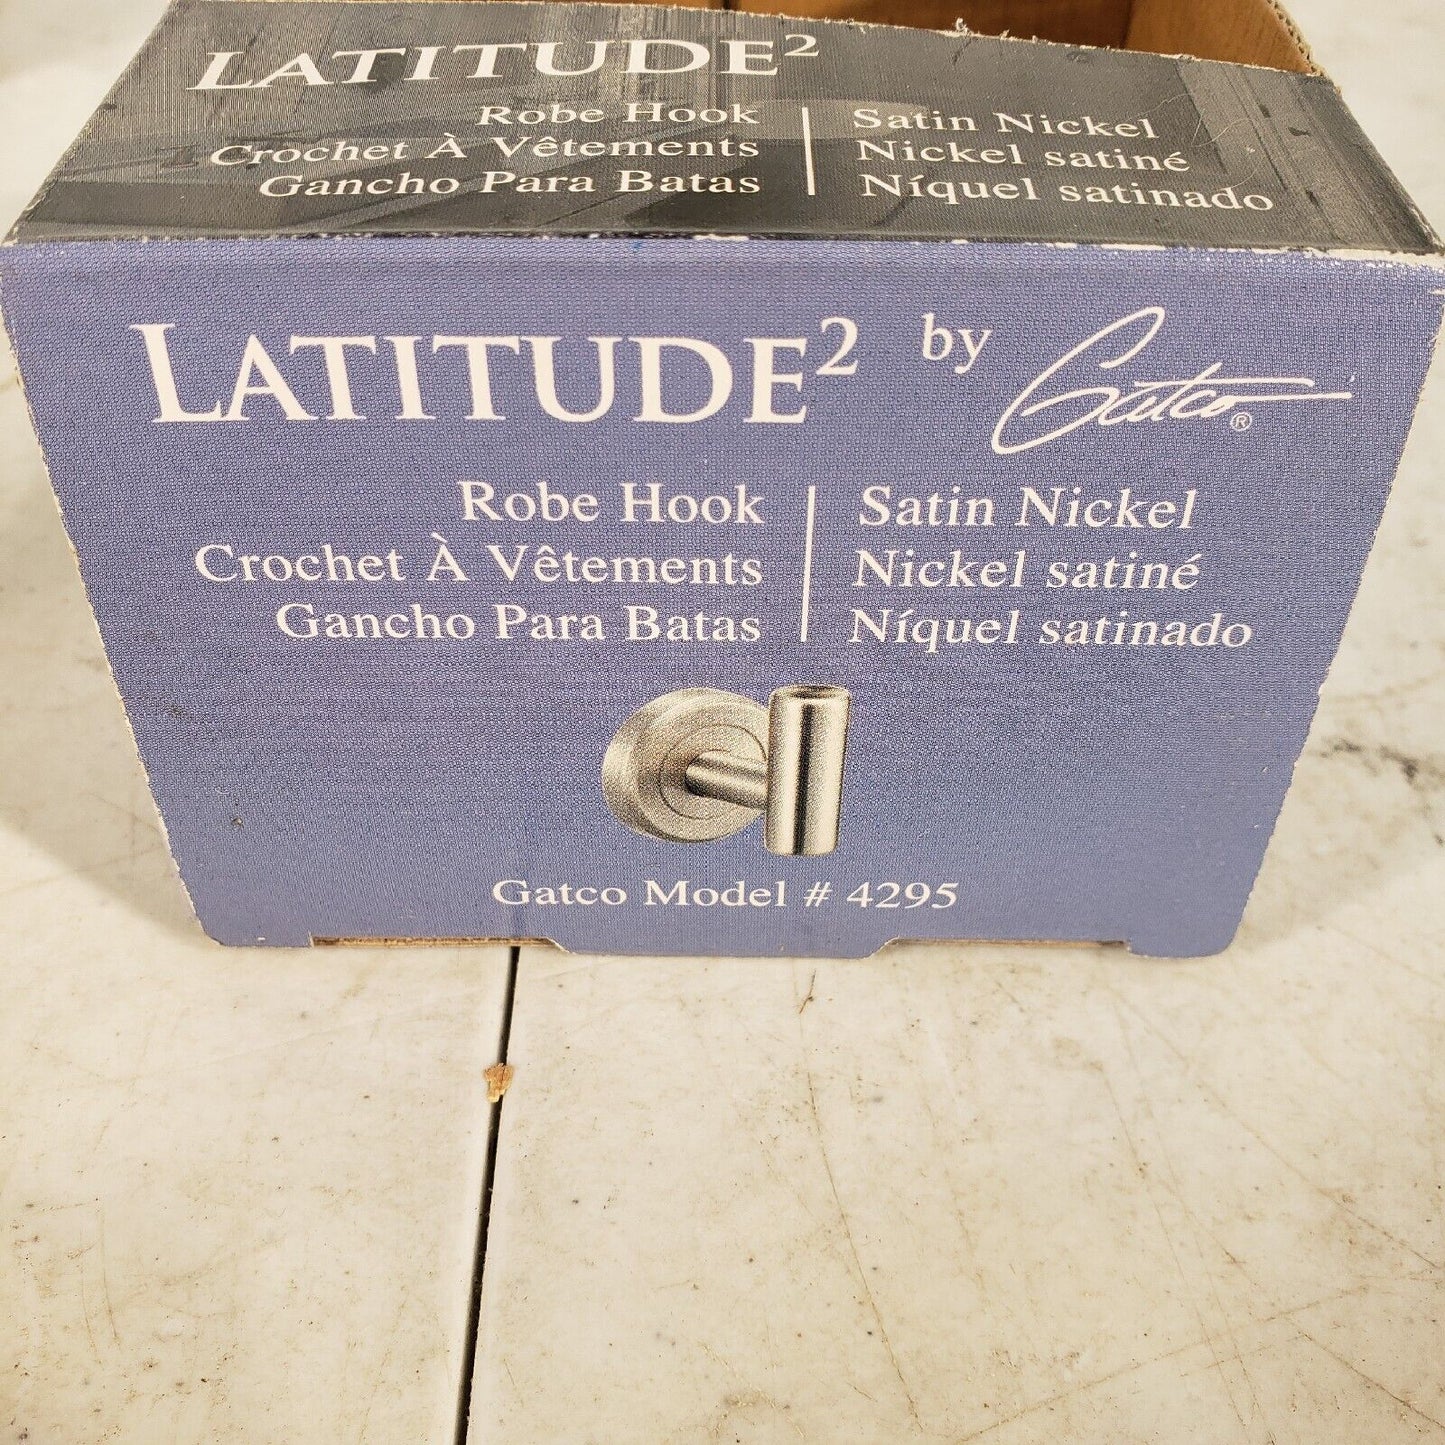 LATITUDE²
Robe Hook | Satin Nickel
Crochet À Vêtements | Nickel satiné
Gancho Para Batas | Níquel satinado
LATITUDE² by Gatco®
Robe Hook | Satin Nickel
Crochet À Vêtements | Nickel satiné
Gancho Para Batas | Níquel satinado
Gatco Model # 4295